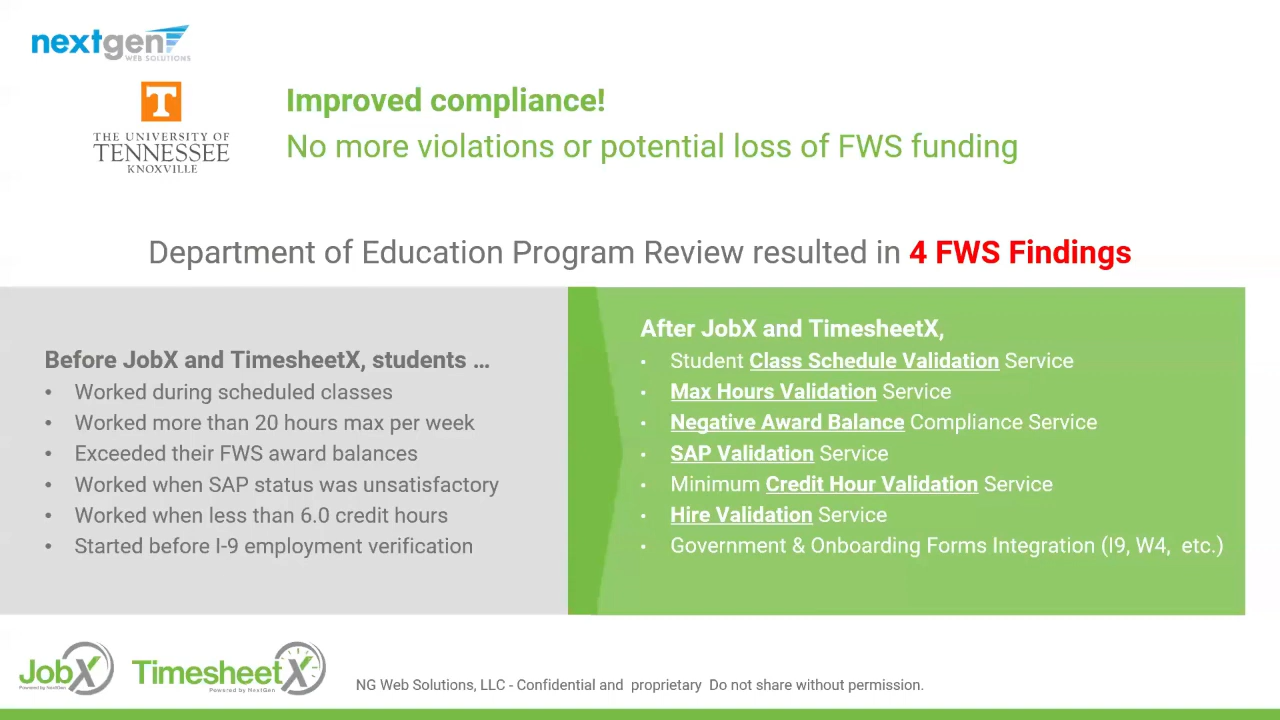 nextgen
WEB SOLUTIONS
T
THE UNIVERSITY OF
TENNESSEE
KNOXVILLE
Improved compliance!
No more violations or potential loss of FWS funding
Department of Education Program Review resulted in 4 FWS Findings
Before JobX and TimesheetX, students …
• Worked during scheduled classes
• Worked more than 20 hours max per week
• Exceeded their FWS award balances
• Worked when SAP status was unsatisfactory
• Worked when less than 6.0 credit hours
• Started before I-9 employment verification
After JobX and TimesheetX,
• Student Class Schedule Validation Service
• Max Hours Validation Service
• Negative Award Balance Compliance Service
• SAP Validation Service
• Minimum Credit Hour Validation Service
• Hire Validation Service
• Government & Onboarding Forms Integration (I9, W4,  etc.)
JobX
Powered by NextGen
TimesheetX
Powered by NextGen
NG Web Solutions, LLC - Confidential and  proprietary  Do not share without permission.